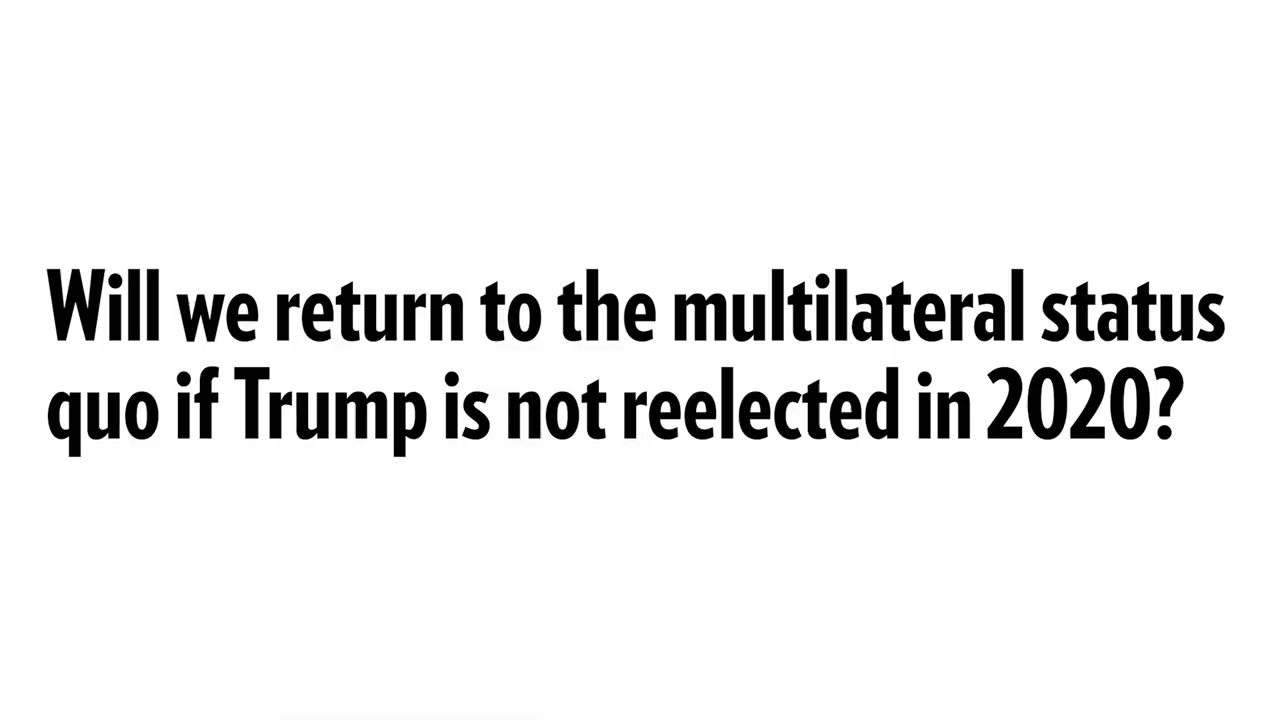 Will we return to the multilateral status
quo if Trump is not reelected in 2020?